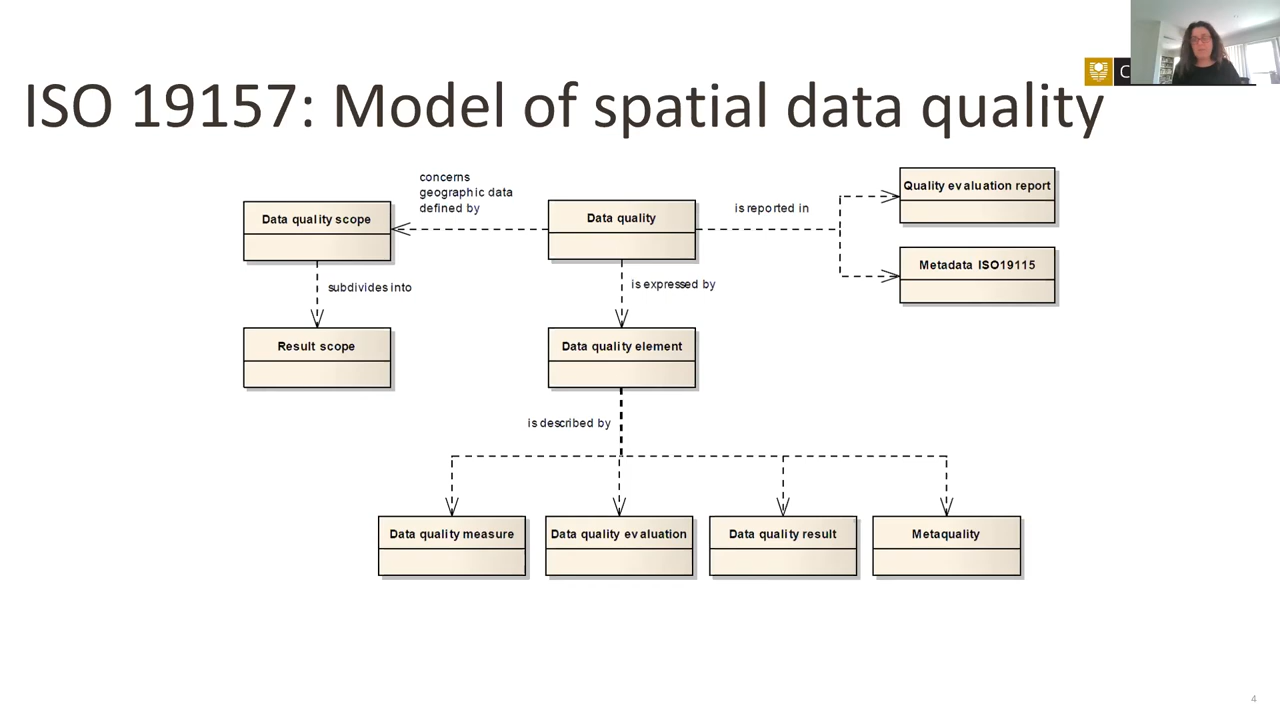 C
ISO 19157: Model of spatial data quality
concerns
geographic data
defined by
Data quality scope
Data quality
is reported in
Quality evaluation report
Metadata ISO19115
subdivides into
is expressed by
Result scope
Data quality element
is described by
Data quality measure
Data quality evaluation
Data quality result
Metaquality
4